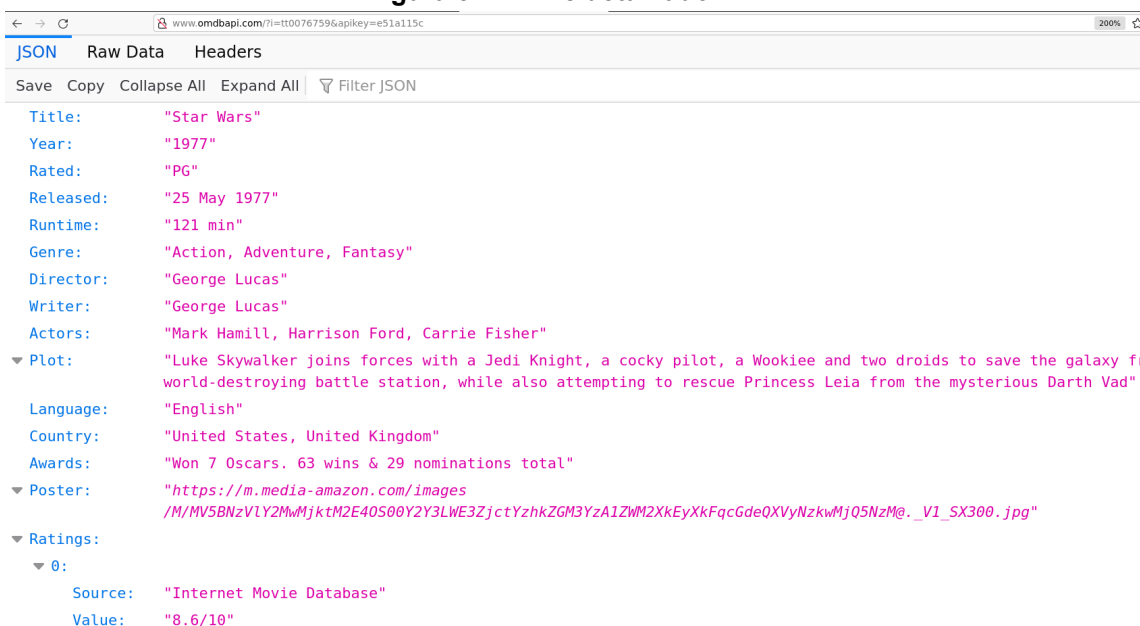 www.omdbapi.com/?i=tt0076759&apikey=e51a115c 200%
JSON Raw Data Headers
Save Copy Collapse All Expand All Filter JSON
Title: "Star Wars"
Year: "1977"
Rated: "PG"
Released: "25 May 1977"
Runtime: "121 min"
Genre: "Action, Adventure, Fantasy"
Director: "George Lucas"
Writer: "George Lucas"
Actors: "Mark Hamill, Harrison Ford, Carrie Fisher"
Plot: "Luke Skywalker joins forces with a Jedi Knight, a cocky pilot, a Wookiee and two droids to save the galaxy
world-destroying battle station, while also attempting to rescue Princess Leia from the mysterious Darth Vad"
Language: "English"
Country: "United States, United Kingdom"
Awards: "Won 7 Oscars. 63 wins & 29 nominations total"
Poster: "https://m.media-amazon.com/images
/M/MV5BNzVlY2MwMjktM2E4OS00Y2Y3LWE3ZjctYzhkZGM3YzA1ZWM2XkEyXkFqcGdeQXVyNzkwMjQ5NzM@._V1_SX300.jpg"
Ratings:
0:
Source: "Internet Movie Database"
Value: "8.6/10"